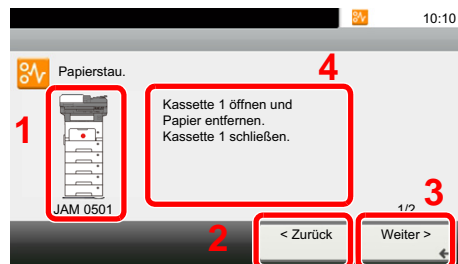 10:10
Papierstau.
4
1
Kassette 1 öffnen und
Papier entfernen.
Kassette 1 schließen.
JAM 0501
1/2
3
2
< Zurück
Weiter >